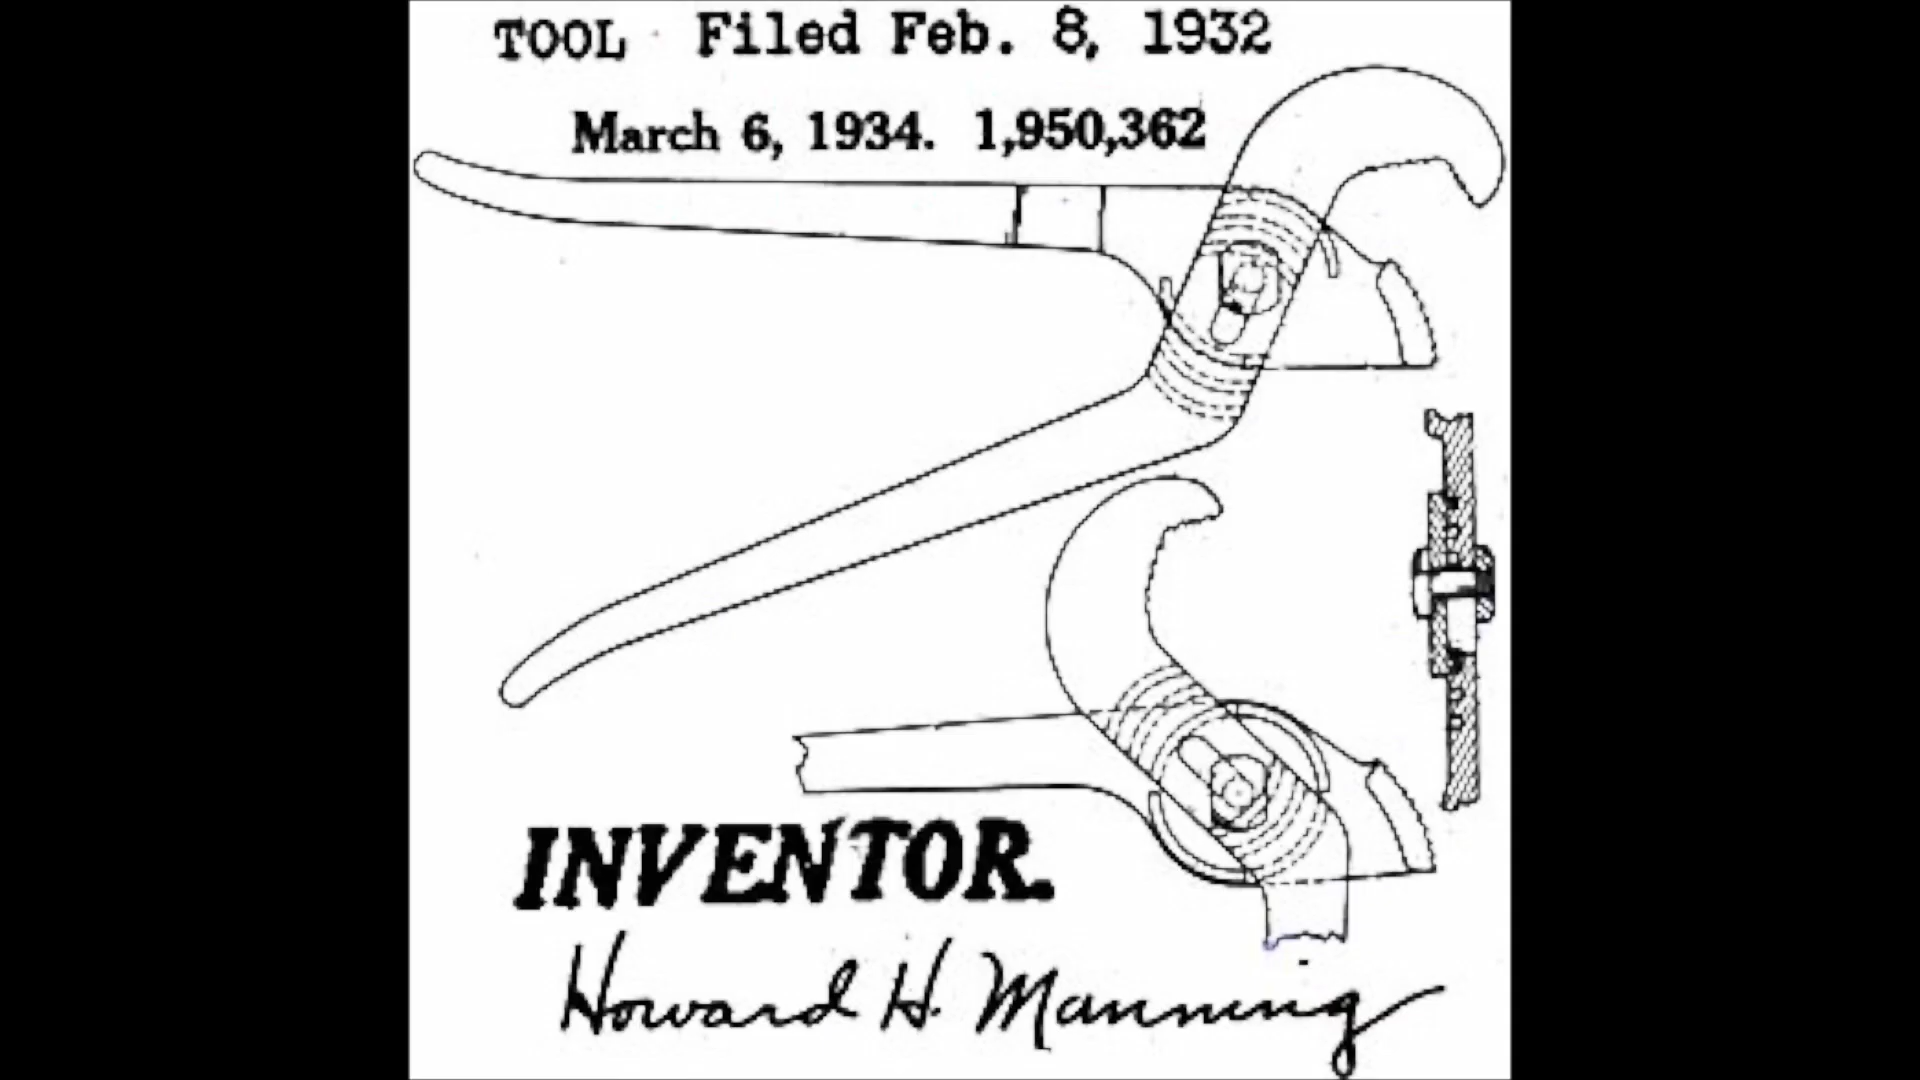 TOOL Filed Feb. 8, 1932
March 6, 1934. 1,950,362
INVENTOR.
Howard H. Manning